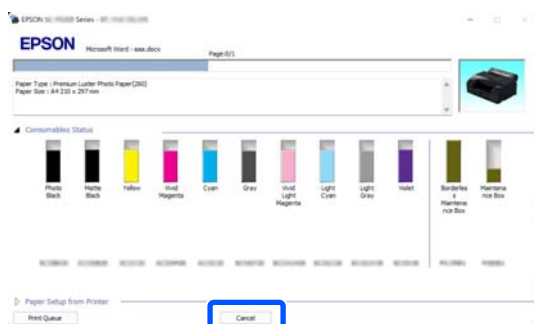 EPSON SC Series -
EPSON
Microsoft Word - aaa.docx
Page:0/1
Paper Type : Premium Luster Photo Paper(260)
Paper Size : A4 210 x 297 mm
Consumables Status
Photo Black
Matte Black
Yellow
Vivid Magenta
Cyan
Gray
Vivid Light Magenta
Light Cyan
Light Gray
Violet
Borderles s Maintena nce Box
Maintena nce Box
Paper Setup from Printer
Print Queue
Cancel